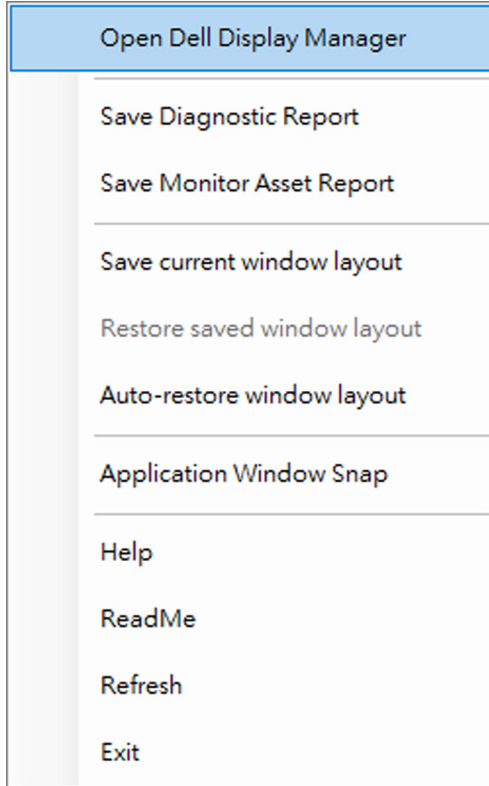 Open Dell Display Manager
Save Diagnostic Report
Save Monitor Asset Report
Save current window layout
Restore saved window layout
Auto-restore window layout
Application Window Snap
Help
ReadMe
Refresh
Exit